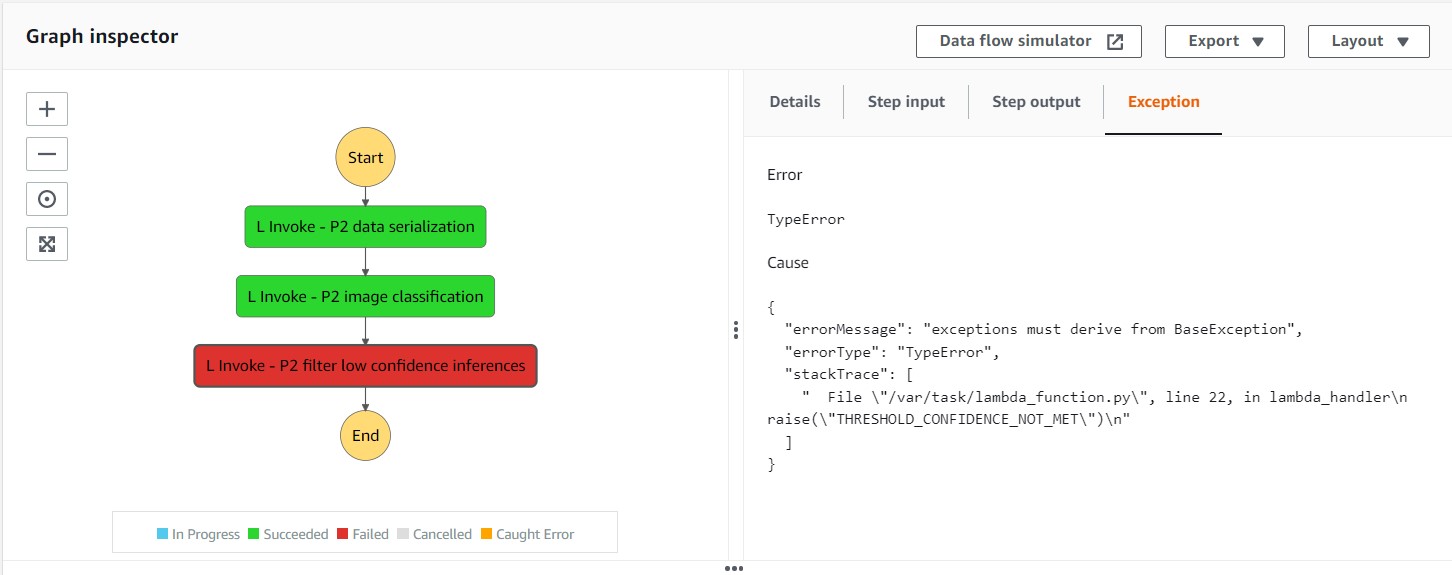 Graph inspector
Data flow simulator
Export
Layout
Start
L Invoke - P2 data serialization
L Invoke - P2 image classification
L Invoke - P2 filter low confidence inferences
End
In Progress
Succeeded
Failed
Cancelled
Caught Error
Details
Step input
Step output
Exception
Error
TypeError
Cause
{
  "errorMessage": "exceptions must derive from BaseException",
  "errorType": "TypeError",
  "stackTrace": [
    "  File \"/var/task/lambda_function.py\", line 22, in lambda_handler\n
raise(\"THRESHOLD_CONFIDENCE_NOT_MET\")\n"
  ]
}